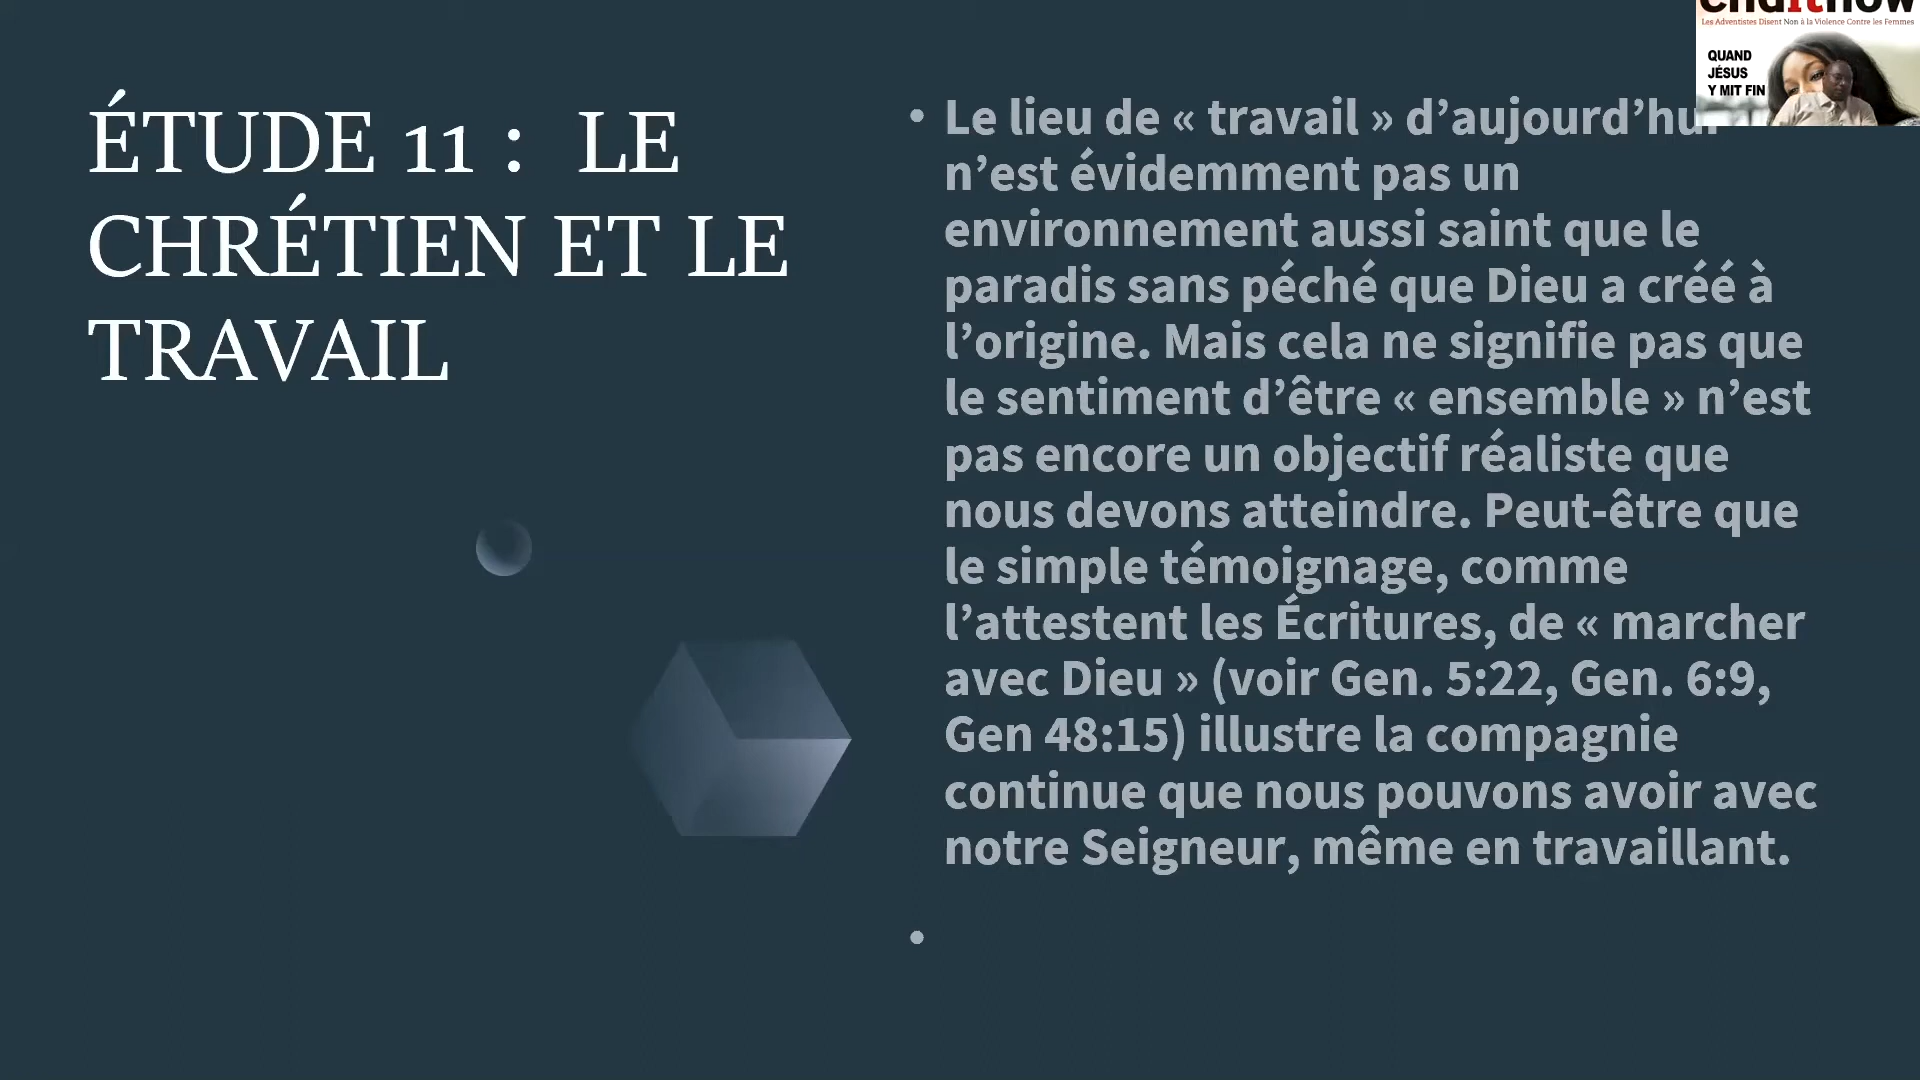 ÉTUDE 11 : LE
CHRÉTIEN ET LE
TRAVAIL
• Le lieu de « travail » d’aujourd’hui
n’est évidemment pas un
environnement aussi saint que le
paradis sans péché que Dieu a créé à
l’origine. Mais cela ne signifie pas que
le sentiment d’être « ensemble » n’est
pas encore un objectif réaliste que
nous devons atteindre. Peut-être que
le simple témoignage, comme
l’attestent les Écritures, de « marcher
avec Dieu » (voir Gen. 5:22, Gen. 6:9,
Gen 48:15) illustre la compagnie
continue que nous pouvons avoir avec
notre Seigneur, même en travaillant.
•
enditnow
Les Adventistes Disent Non à la Violence Contre les Femmes
QUAND
JÉSUS
Y MIT FIN